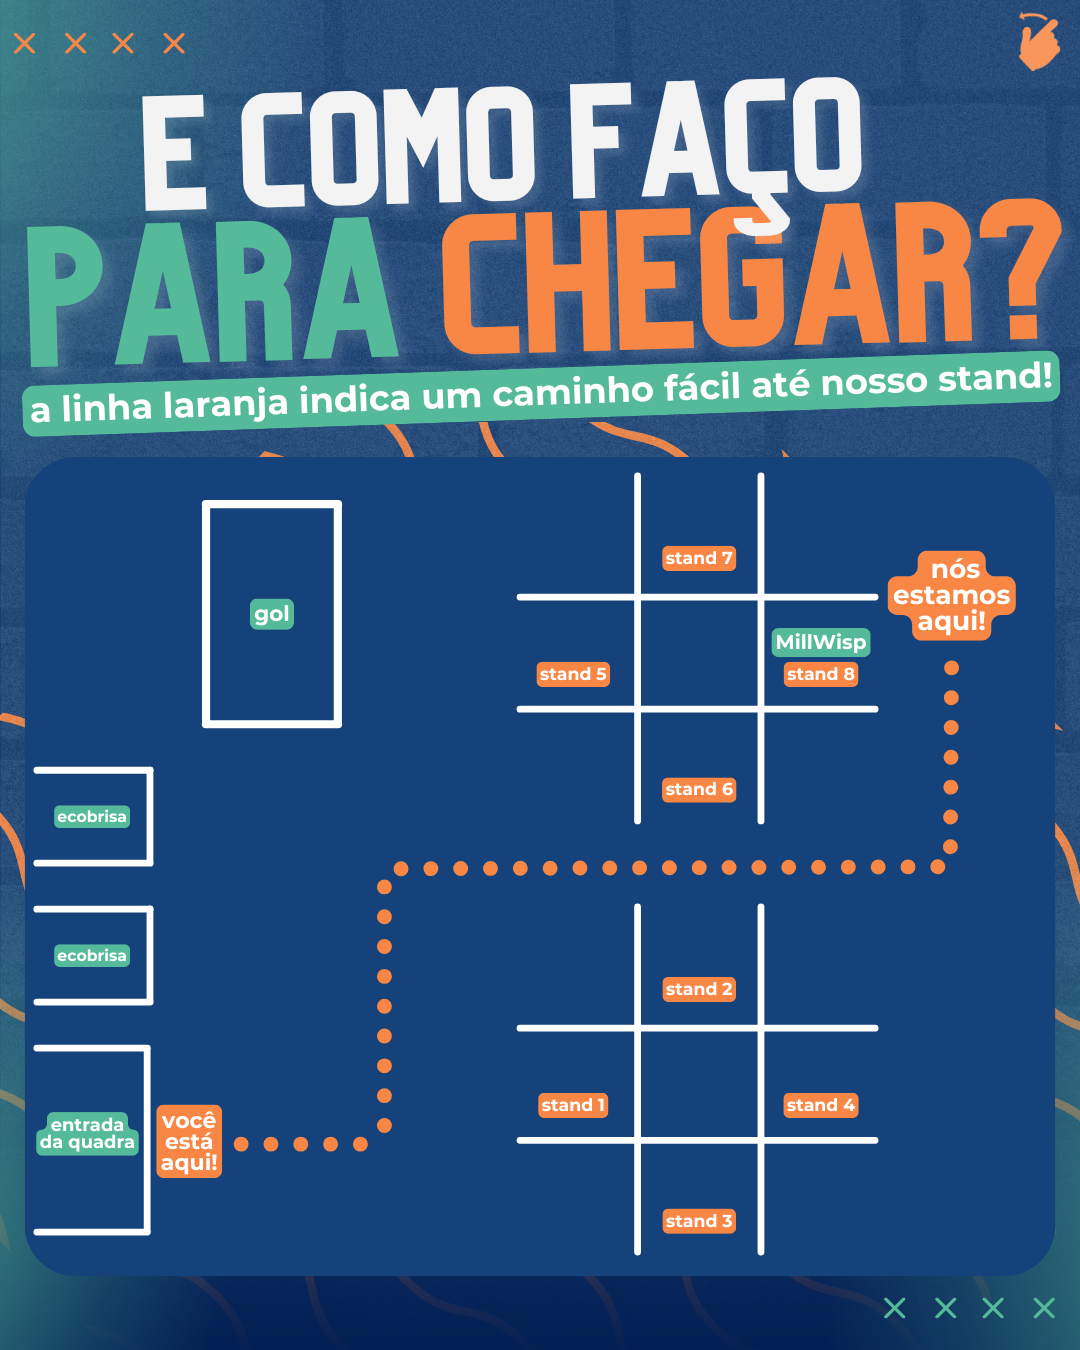 E COMO FAÇO
PARA CHEGAR?
a linha laranja indica um caminho fácil até nosso stand!
stand 7
nós
estamos
aqui!
gol
MillWisp
stand 5
stand 8
stand 6
ecobrisa
ecobrisa
stand 2
stand 1
stand 4
entrada
da quadra
você
está
aqui!
stand 3